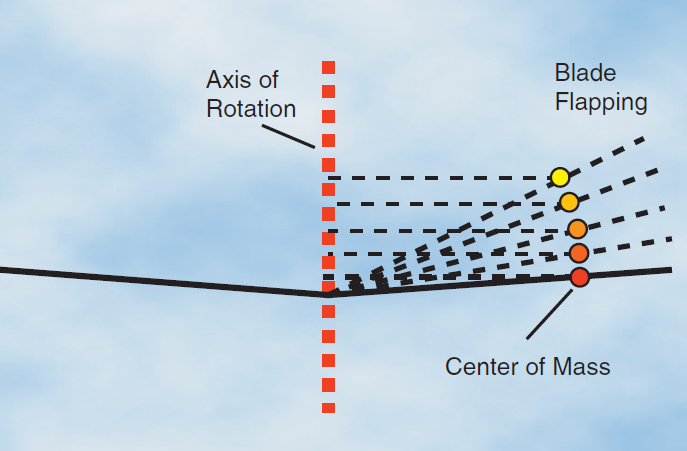 Axis of
Rotation
Blade
Flapping
Center of Mass